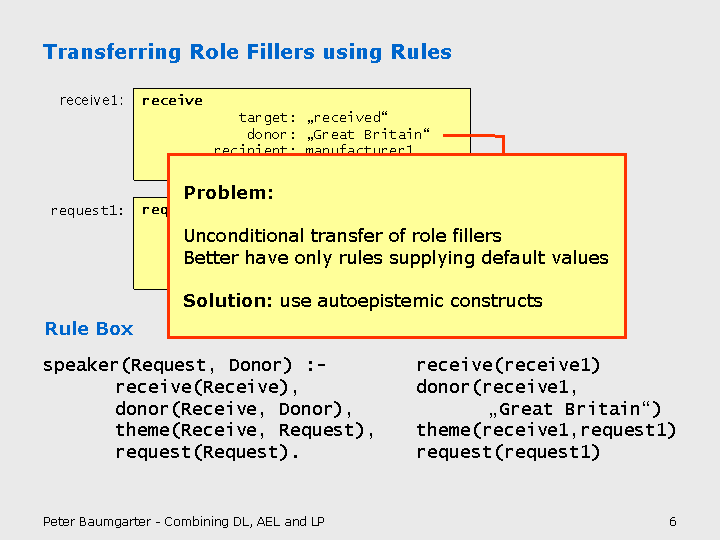 Transferring Role Fillers using Rules
receive1: receive
target: „received“
donor: „Great Britain“
recipient: manufacturer1
request1: req
Problem:
Unconditional transfer of role fillers
Better have only rules supplying default values
Solution: use autoepistemic constructs
Rule Box
speaker(Request, Donor) :-
receive(Receive),
donor(Receive, Donor),
theme(Receive, Request),
request(Request).
receive(receive1)
donor(receive1,
„Great Britain“)
theme(receive1,request1)
request(request1)
Peter Baumgarter - Combining DL, AEL and LP
6